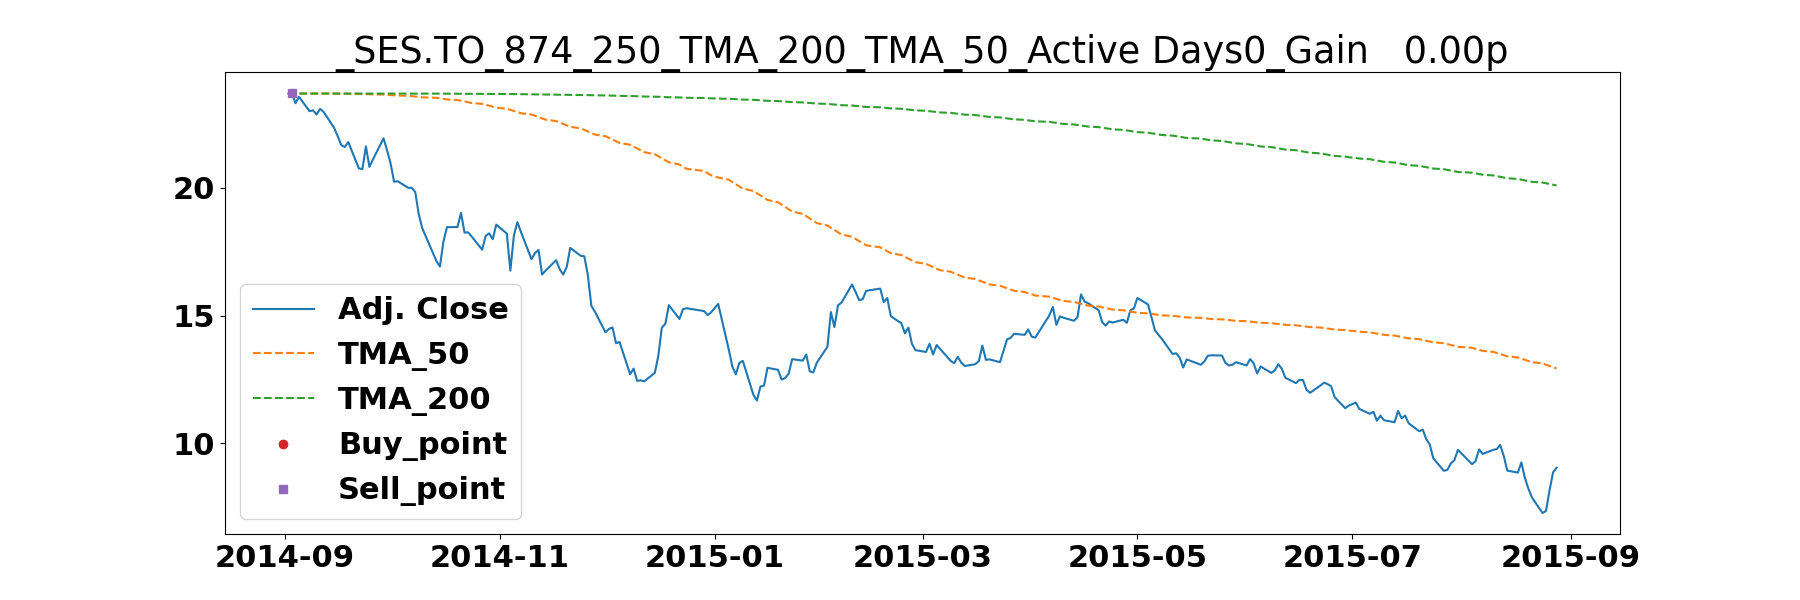 _SES.TO_874_250_TMA_200_TMA_50_Active Days0_Gain   0.00p
20
15
10
Adj. Close
TMA_50
TMA_200
Buy_point
Sell_point
2014-09 2014-11 2015-01 2015-03 2015-05 2015-07 2015-09